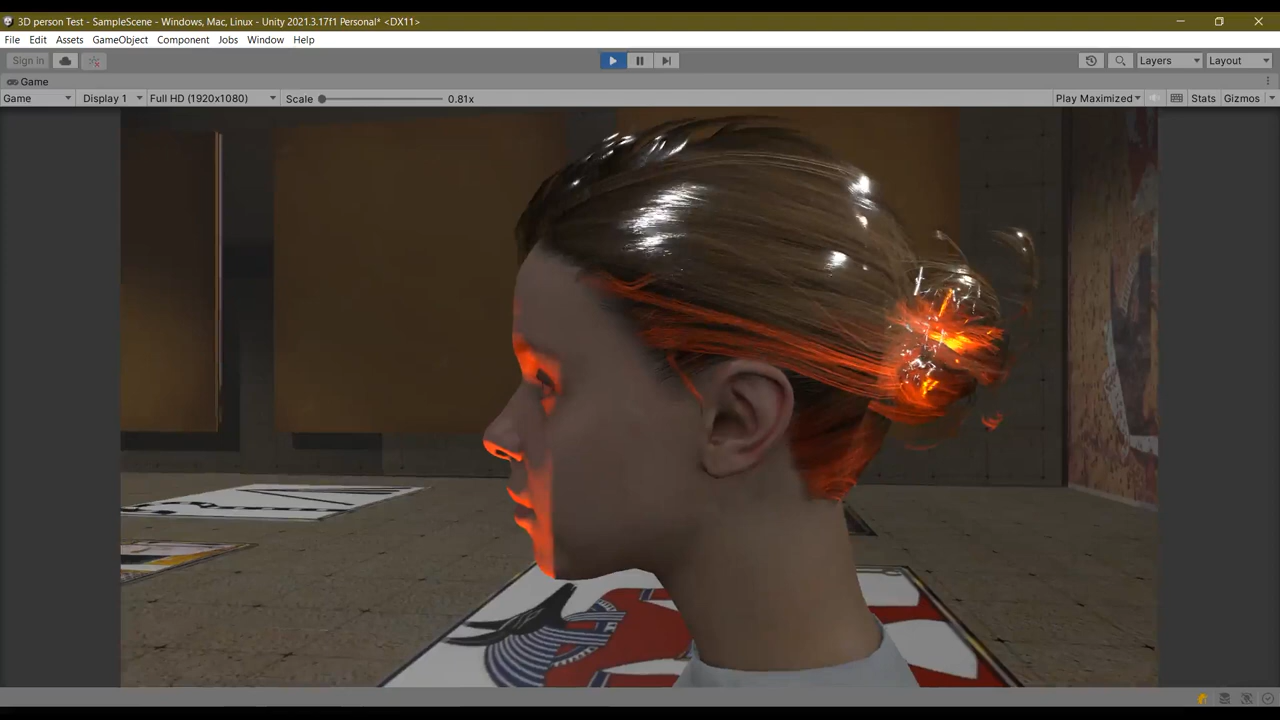 3D person Test - SampleScene - Windows, Mac, Linux - Unity 2021.3.17f1 Personal* <DX11>
File Edit Assets GameObject Component Jobs Window Help
Sign in Layers Layout
Game
Game Display 1 Full HD (1920x1080) Scale 0.81x Play Maximized Stats Gizmos